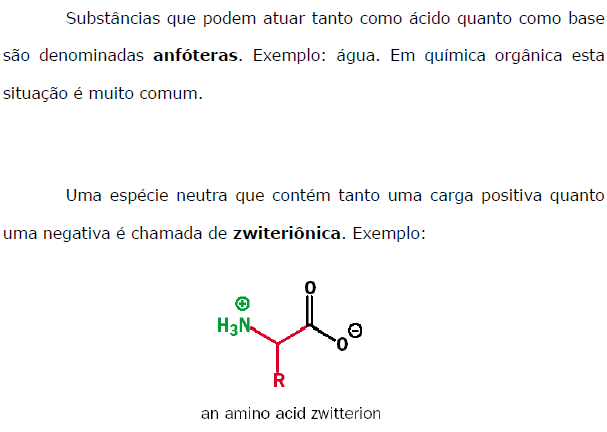 Substâncias que podem atuar tanto como ácido quanto como base
são denominadas anfóteras. Exemplo: água. Em química orgânica esta
situação é muito comum.
Uma espécie neutra que contém tanto uma carga positiva quanto
uma negativa é chamada de zwiteriônica. Exemplo:
O
⊕
H₃N
⊖
O
R
an amino acid zwitterion